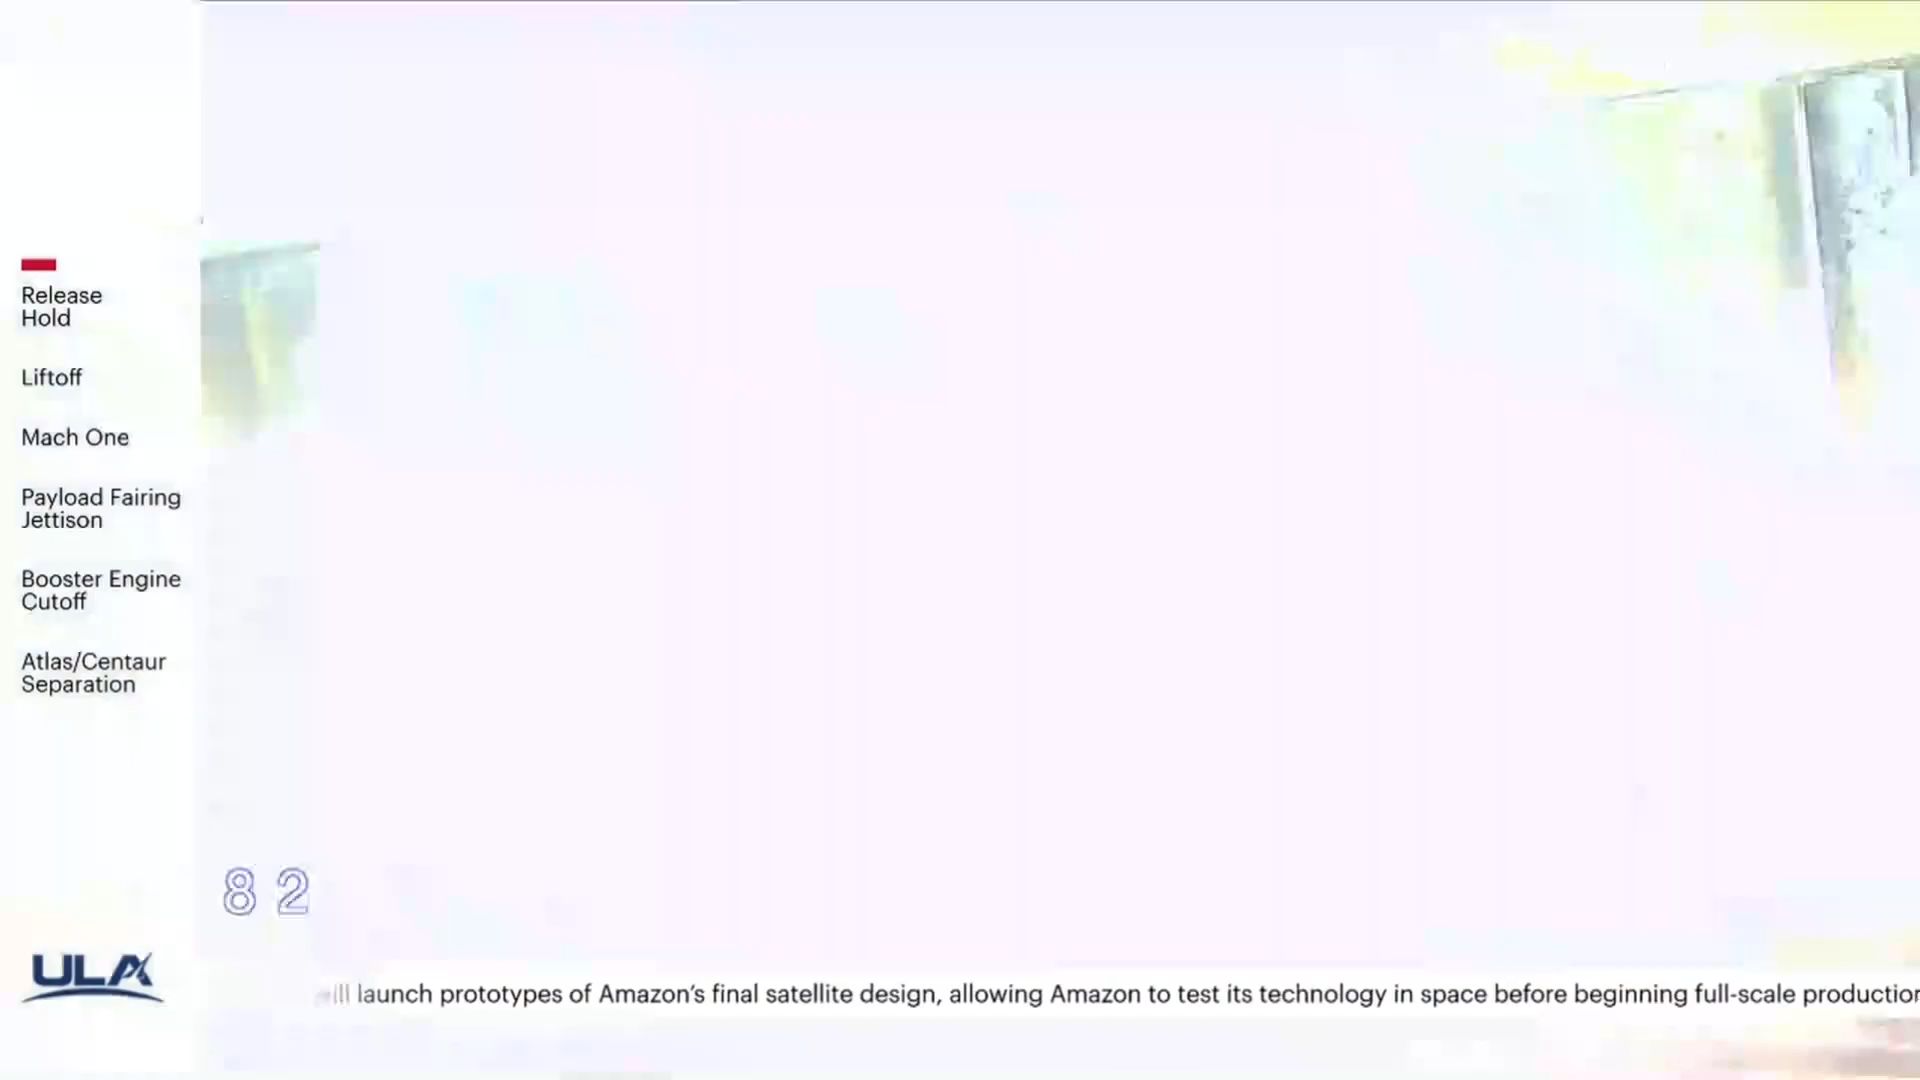 Release
Hold
Liftoff
Mach One
Payload Fairing
Jettison
Booster Engine
Cutoff
Atlas/Centaur
Separation
8 2
ULA
launch prototypes of Amazon’s final satellite design, allowing Amazon to test its technology in space before beginning full-scale production